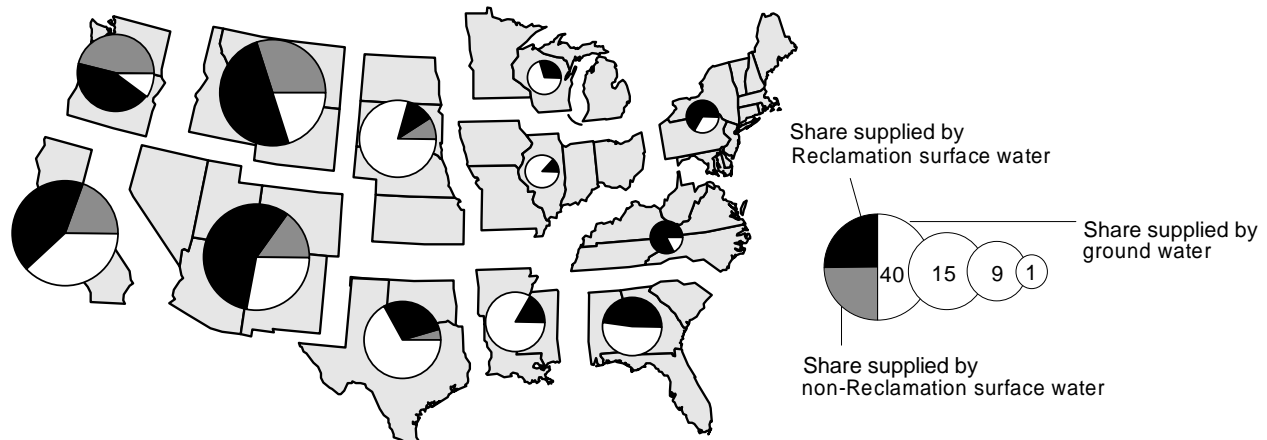 Share supplied by
Reclamation surface water
Share supplied by
ground water
40
15
9
1
Share supplied by
non-Reclamation surface water